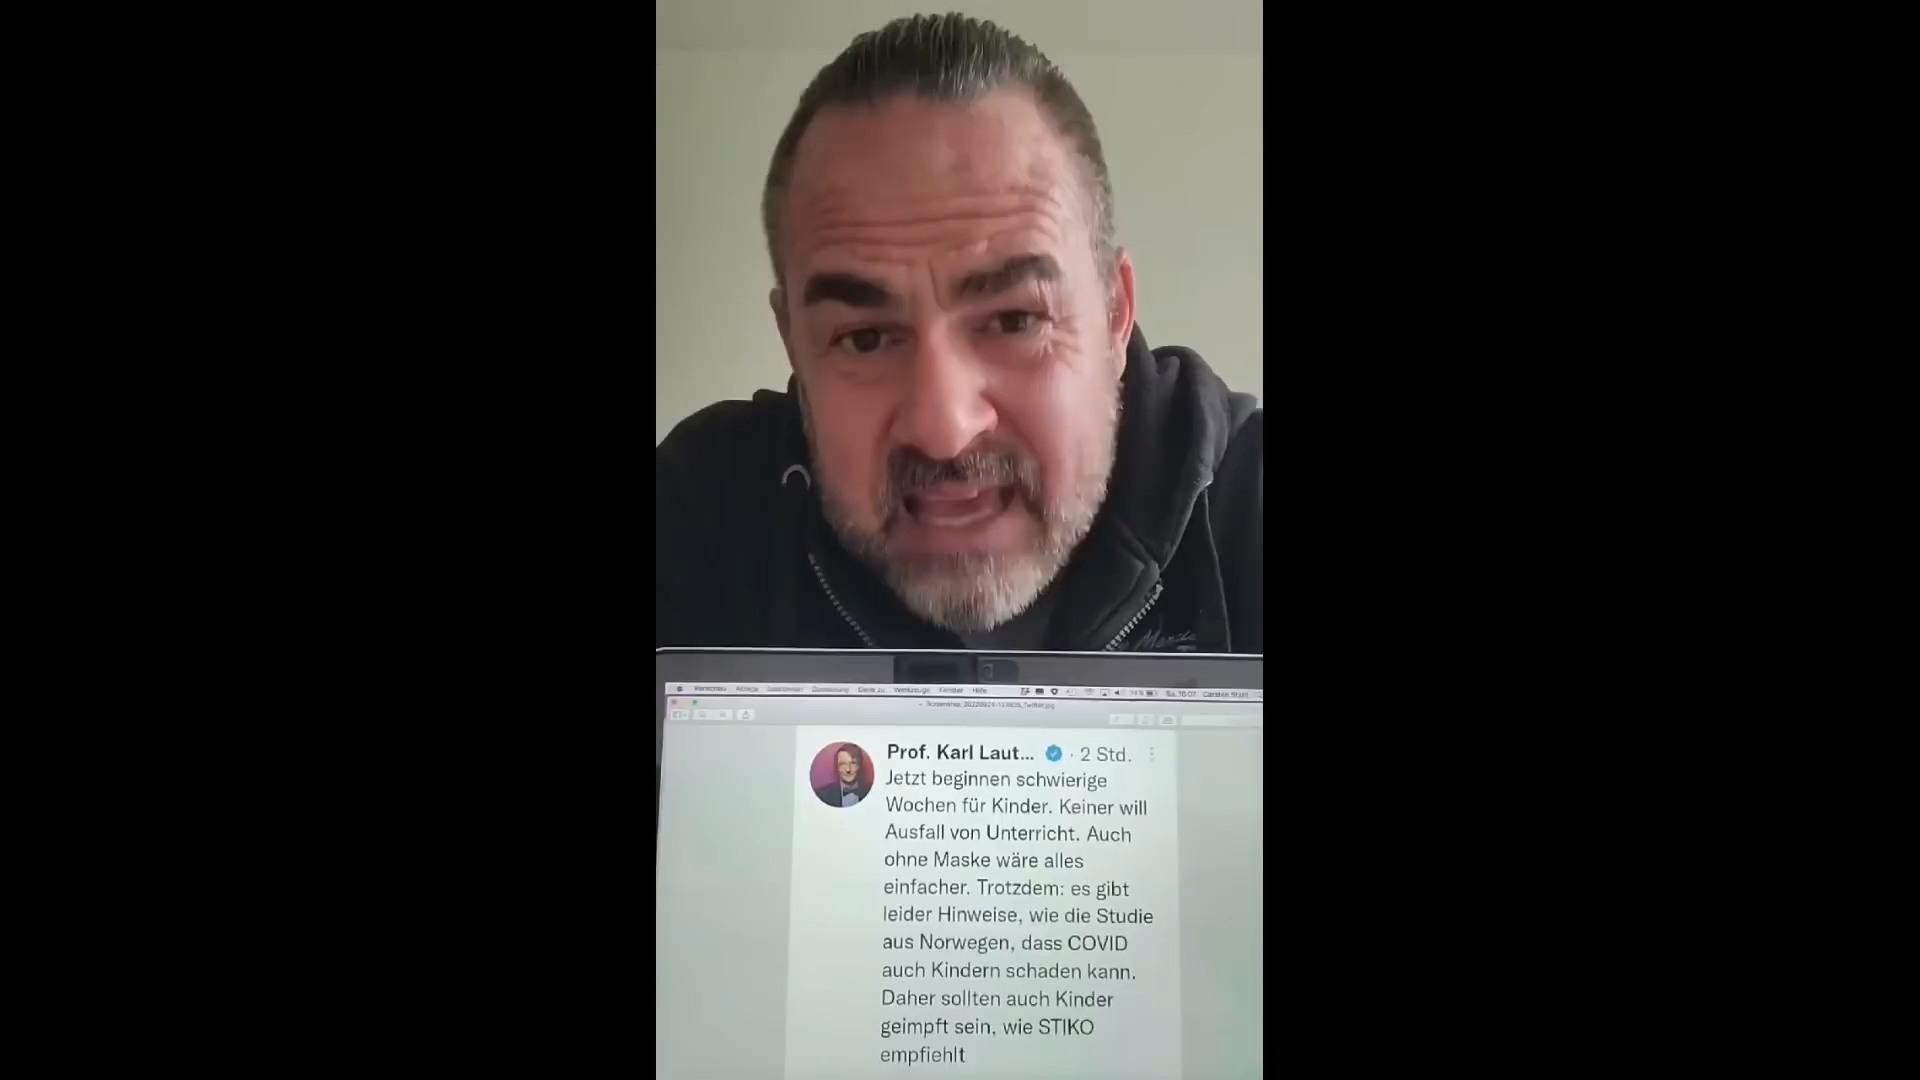 Fenster Hilfe
Prof. Karl Laut... · 2 Std.
Jetzt beginnen schwierige
Wochen für Kinder. Keiner will
Ausfall von Unterricht. Auch
ohne Maske wäre alles
einfacher. Trotzdem: es gibt
leider Hinweise, wie die Studie
aus Norwegen, dass COVID
auch Kindern schaden kann.
Daher sollten auch Kinder
geimpft sein, wie STIKO
empfiehlt